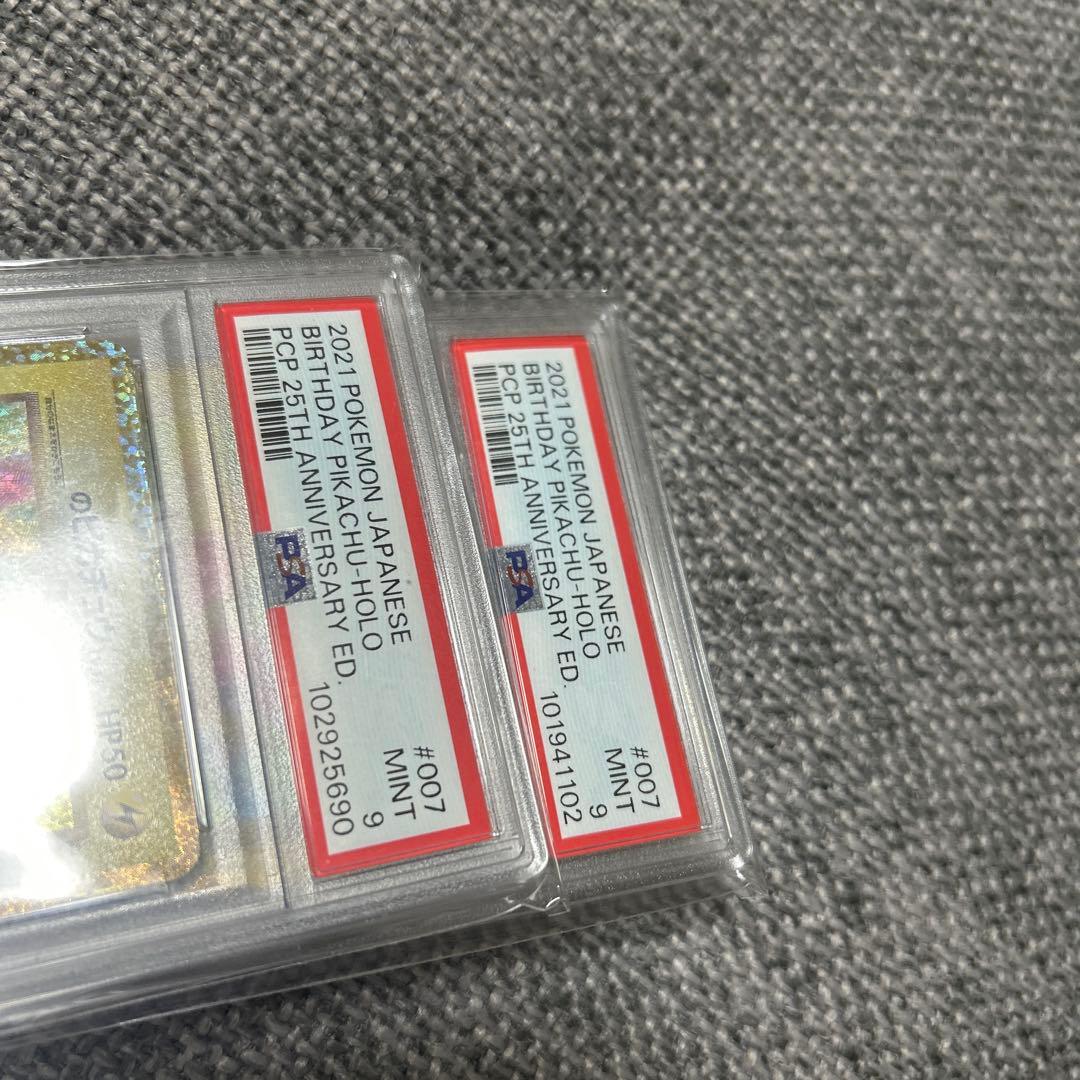 2021 POKEMON JAPANESE
BIRTHDAY PIKACHU-HOLO
PCP 25TH ANNIVERSARY ED.
#007
MINT
9
PSA
102925690
2021 POKEMON JAPANESE
BIRTHDAY PIKACHU-HOLO
PCP 25TH ANNIVERSARY ED.
#007
MINT
9
PSA
101941102
HP50